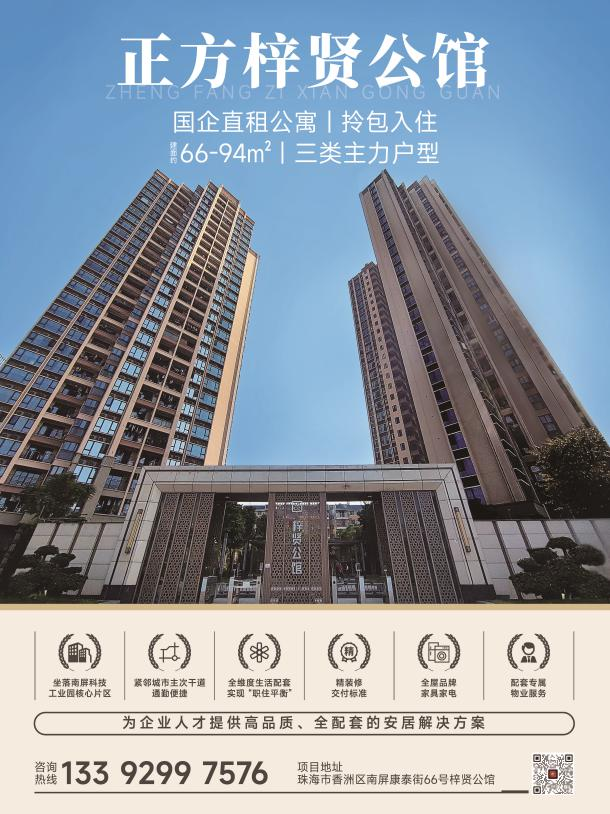 正方梓贤公馆
ZHENG FANG ZI XIAN GONG GUAN
国企直租公寓 | 拎包入住
建面约66-94㎡ | 三类主力户型
梓贤公馆
坐落南屏科技
工业园核心片区
紧邻城市主次干道
通勤便捷
全维度生活配套
实现“职住平衡”
精
精装修
交付标准
全屋品牌
家具家电
配套专属
物业服务
为企业人才提供高品质、全配套的安居解决方案
咨询
热线
133 9299 7576
项目地址
珠海市香洲区南屏康泰街66号梓贤公馆